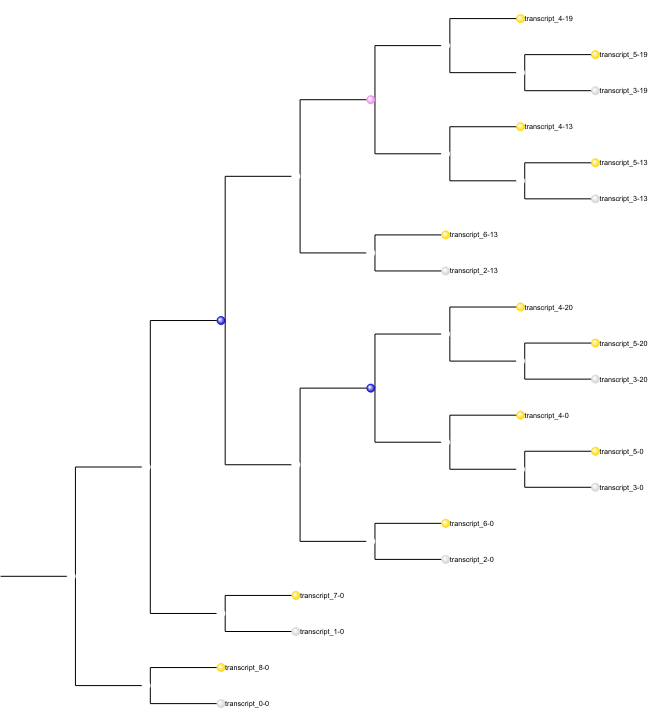 transcript_4-19
transcript_5-19
transcript_3-19
transcript_4-13
transcript_5-13
transcript_3-13
transcript_6-13
transcript_2-13
transcript_4-20
transcript_5-20
transcript_3-20
transcript_4-0
transcript_5-0
transcript_3-0
transcript_6-0
transcript_2-0
transcript_7-0
transcript_1-0
transcript_8-0
transcript_0-0